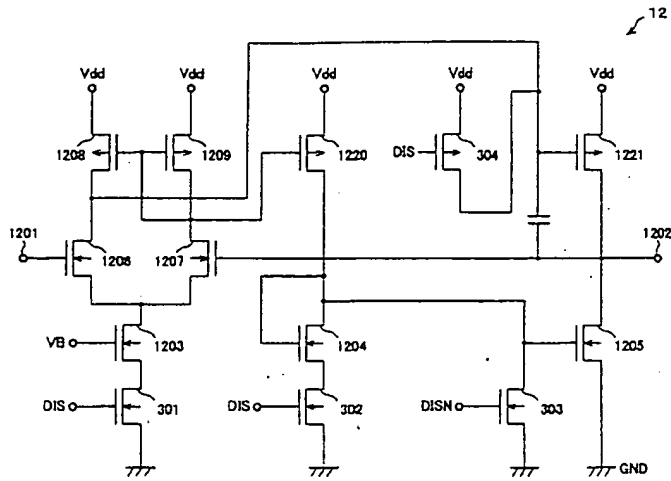 12
Vdd Vdd Vdd Vdd Vdd
1208 1209 1220 DIS 304 1221
1201 1206 1207 1202
VB 1203 1204 1205
DIS 301 DIS 302 DISN 303
GND